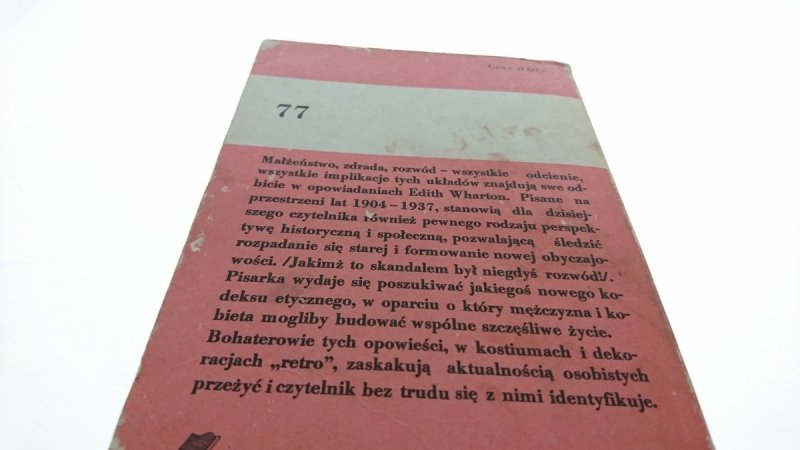 Cena zł 60,—
77
Małżeństwo, zdrada, rozwód – wszystkie odcienie,
wszystkie implikacje tych układów znajdują swe od-
bicie w opowiadaniach Edith Wharton. Pisane na
przestrzeni lat 1904 – 1937, stanowią dla dzisiej-
szego czytelnika również pewnego rodzaju perspek-
tywę historyczną i społeczną, pozwalającą śledzić
rozpadanie się starej i formowanie nowej obyczajo-
wości. /Jakimż to skandalem był niegdyś rozwód!/.
Pisarka wydaje się poszukiwać jakiegoś nowego ko-
deksu etycznego, w oparciu o który mężczyzna i ko-
bieta mogliby budować wspólne szczęśliwe życie.
Bohaterowie tych opowieści, w kostiumach i deko-
racjach „retro”, zaskakują aktualnością osobistych
przeżyć i czytelnik bez trudu się z nimi identyfikuje.